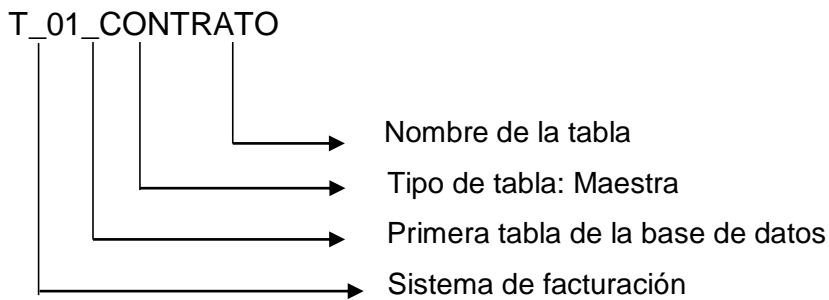 T_01_CONTRATO
Nombre de la tabla
Tipo de tabla: Maestra
Primera tabla de la base de datos
Sistema de facturación